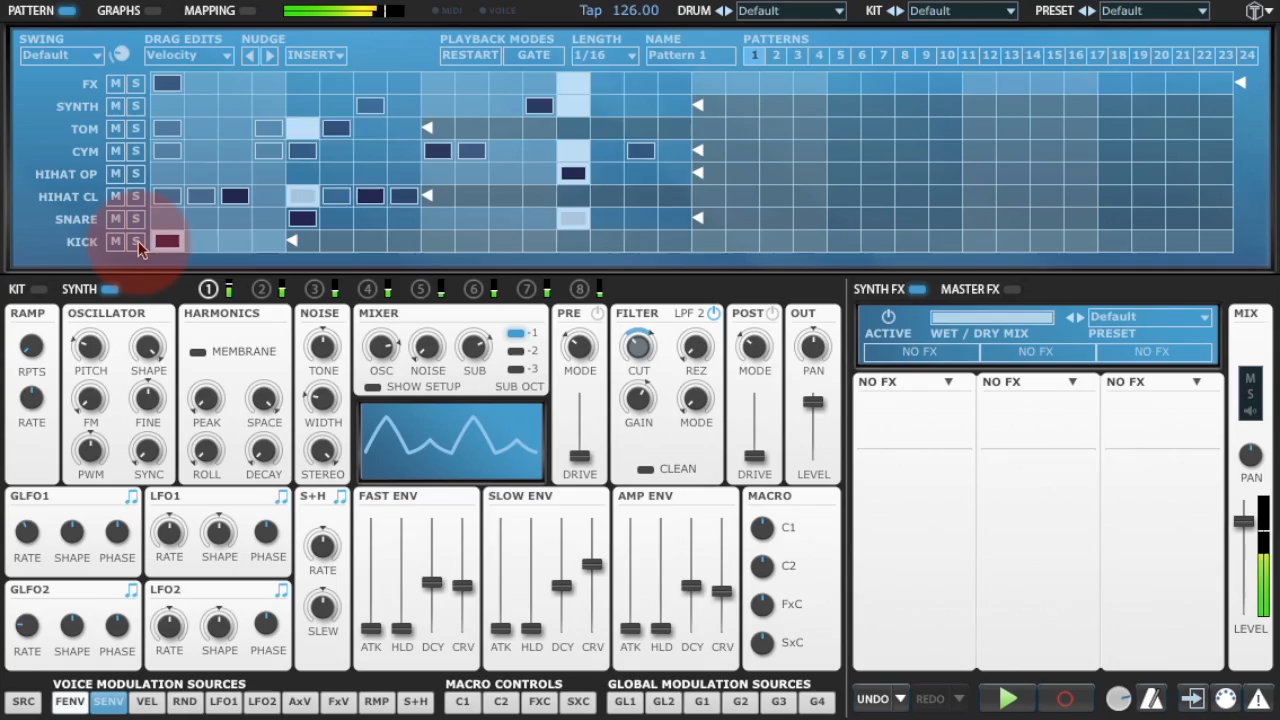 PATTERN GRAPHS MAPPING MIDI VOICE Tap 126.00 DRUM Default KIT Default PRESET Default
SWING DRAG EDITS NUDGE PLAYBACK MODES LENGTH NAME PATTERNS
Default Velocity INSERT RESTART GATE 1/16 Pattern 1 1 2 3 4 5 6 7 8 9 10 11 12 13 14 15 16 17 18 19 20 21 22 23 24
FX M S
SYNTH M S
TOM M S
CYM M S
HIHAT OP M S
HIHAT CL M S
SNARE M S
KICK M S
KIT SYNTH 1 2 3 4 5 6 7 8 SYNTH FX MASTER FX
RAMP OSCILLATOR HARMONICS NOISE MIXER PRE FILTER LPF 2 POST OUT MIX
Default
ACTIVE WET / DRY MIX PRESET
-1
MEMBRANE -2
NO FX NO FX NO FX
RPTS PITCH SHAPE TONE OSC NOISE SUB MODE CUT REZ MODE PAN
-3
SHOW SETUP SUB OCT
NO FX NO FX NO FX M
S
RATE FM FINE PEAK SPACE WIDTH GAIN MODE
CLEAN
PWM SYNC ROLL DECAY STEREO DRIVE DRIVE LEVEL PAN
GLFO1 LFO1 S+H FAST ENV SLOW ENV AMP ENV MACRO
C1
RATE SHAPE PHASE RATE SHAPE PHASE
C2
RATE
GLFO2 LFO2
FxC
SLEW LEVEL
SxC
RATE SHAPE PHASE RATE SHAPE PHASE ATK HLD DCY CRV ATK HLD DCY CRV ATK HLD DCY CRV
VOICE MODULATION SOURCES MACRO CONTROLS GLOBAL MODULATION SOURCES
SRC FENV SENV VEL RND LFO1 LFO2 AxV FxV RMP S+H C1 C2 FXC SXC GL1 GL2 G1 G2 G3 G4 UNDO REDO